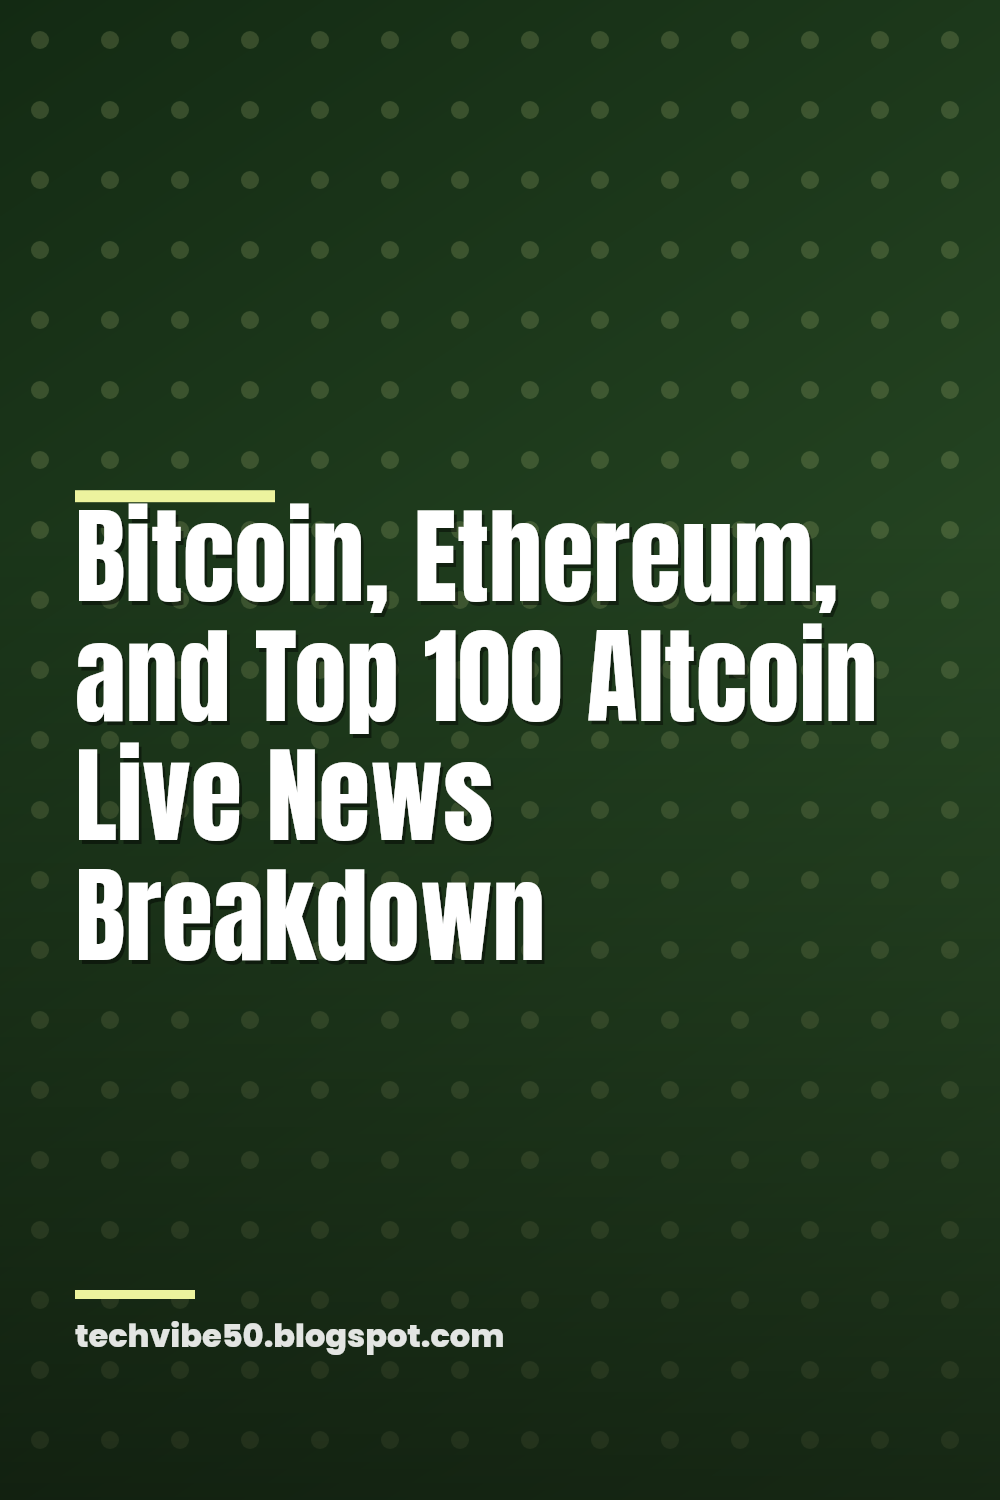 Bitcoin, Ethereum,
and Top 100 Altcoin
Live News
Breakdown
techvibe50.blogspot.com